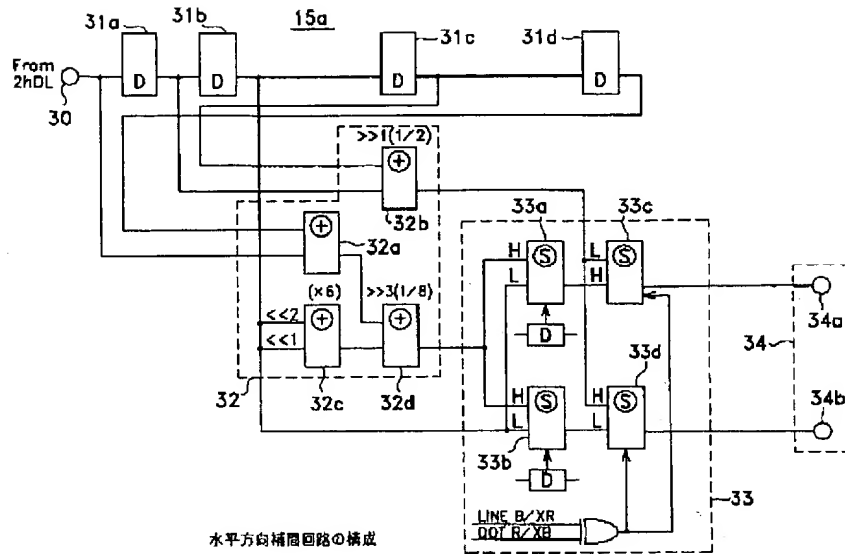 15a
31a
31b
31c
31d
From
2hDL
30
D
D
D
D
>>1(1/2)
+
32b
+
32a
(×6)
>>3(1/8)
<<2
<<1
+
+
32
32c
32d
33a
33c
H
L
S
L
H
S
D
34
34a
33d
H
L
S
H
L
S
34b
33b
D
33
LINE B/XR
DOT R/XB
水平方向補間回路の構成